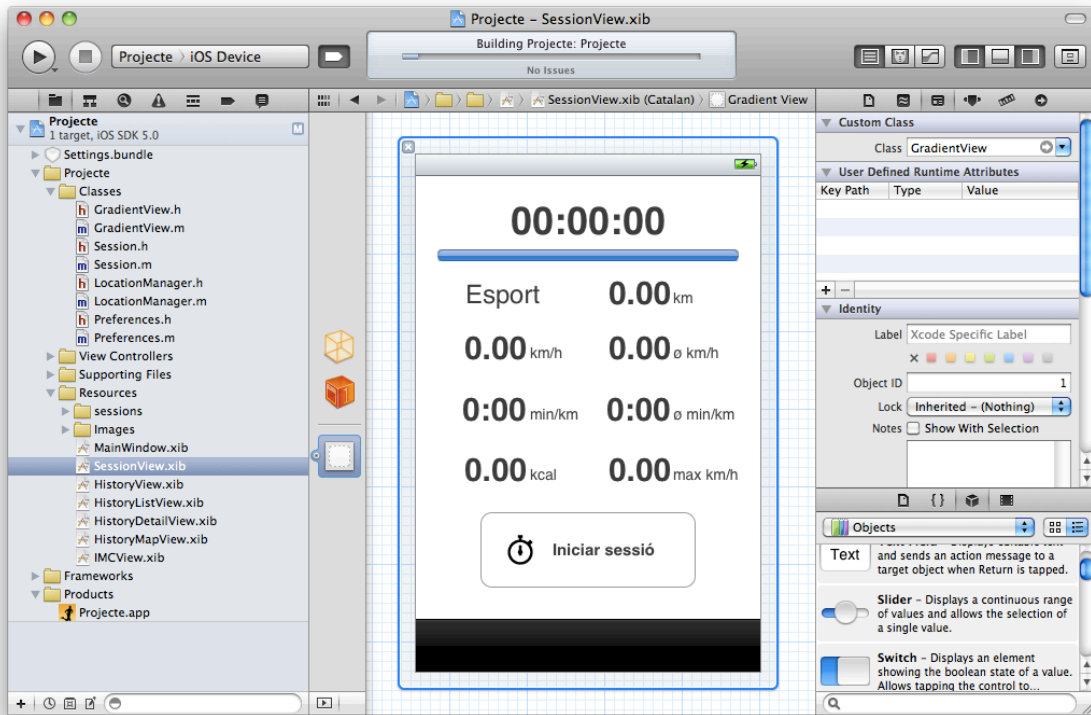 Projecte – SessionView.xib
Projecte 〉 iOS Device
Building Projecte: Projecte
No Issues
SessionView.xib (Catalan) 〉 Gradient View
Projecte
1 target, iOS SDK 5.0
M
Settings.bundle
Projecte
Classes
h GradientView.h
m GradientView.m
h Session.h
m Session.m
h LocationManager.h
m LocationManager.m
h Preferences.h
m Preferences.m
View Controllers
Supporting Files
Resources
sessions
Images
MainWindow.xib
SessionView.xib
HistoryView.xib
HistoryListView.xib
HistoryDetailView.xib
HistoryMapView.xib
IMCView.xib
Frameworks
Products
Projecte.app
00:00:00
Esport 0.00 km
0.00 km/h 0.00 ø km/h
0:00 min/km 0:00 ø min/km
0.00 kcal 0.00 max km/h
Iniciar sessió
Custom Class
Class GradientView
User Defined Runtime Attributes
Key Path Type Value
+ –
Identity
Label Xcode Specific Label
Object ID 1
Lock Inherited – (Nothing)
Notes Show With Selection
{}
Objects
Text
and sends an action message to a
target object when Return is tapped.
Slider – Displays a continuous range
of values and allows the selection of
a single value.
Switch – Displays an element
showing the boolean state of a value.
Allows tapping the control to...